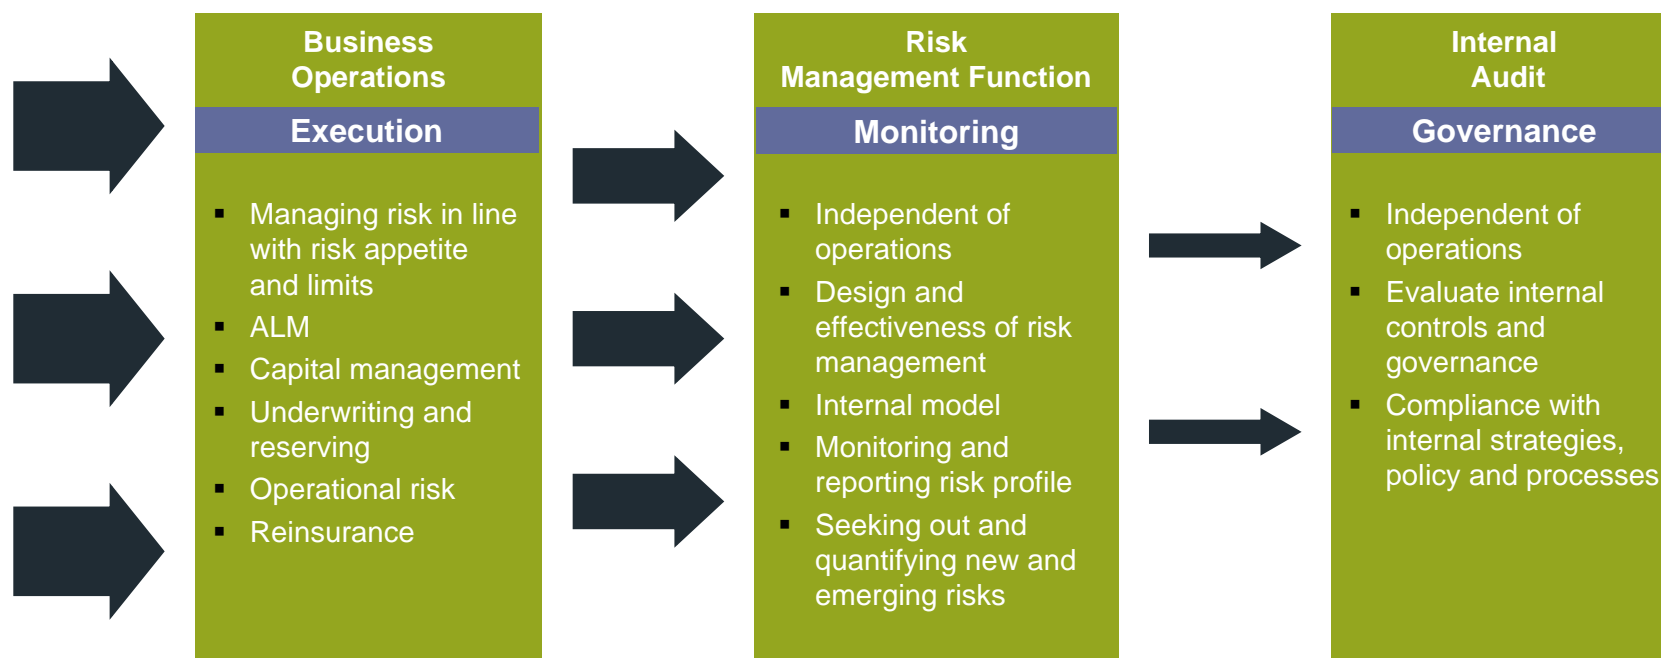 Business
Operations
Execution
▪ Managing risk in line
with risk appetite
and limits
▪ ALM
▪ Capital management
▪ Underwriting and
reserving
▪ Operational risk
▪ Reinsurance
Risk
Management Function
Monitoring
▪ Independent of
operations
▪ Design and
effectiveness of risk
management
▪ Internal model
▪ Monitoring and
reporting risk profile
▪ Seeking out and
quantifying new and
emerging risks
Internal
Audit
Governance
▪ Independent of
operations
▪ Evaluate internal
controls and
governance
▪ Compliance with
internal strategies,
policy and processes